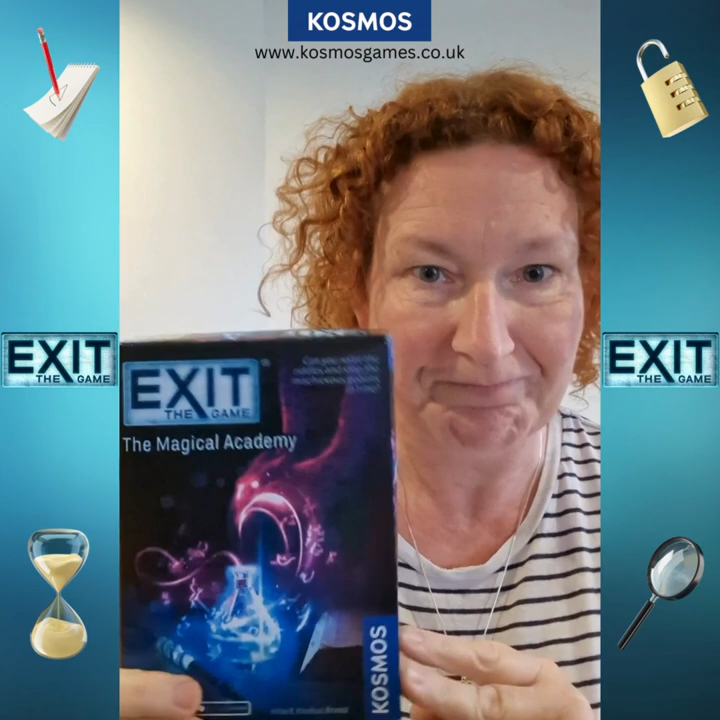 KOSMOS
www.kosmosgames.co.uk
EXIT
THE GAME
EXIT
THE GAME
EXIT
THE GAME
The Magical Academy
KOSMOS